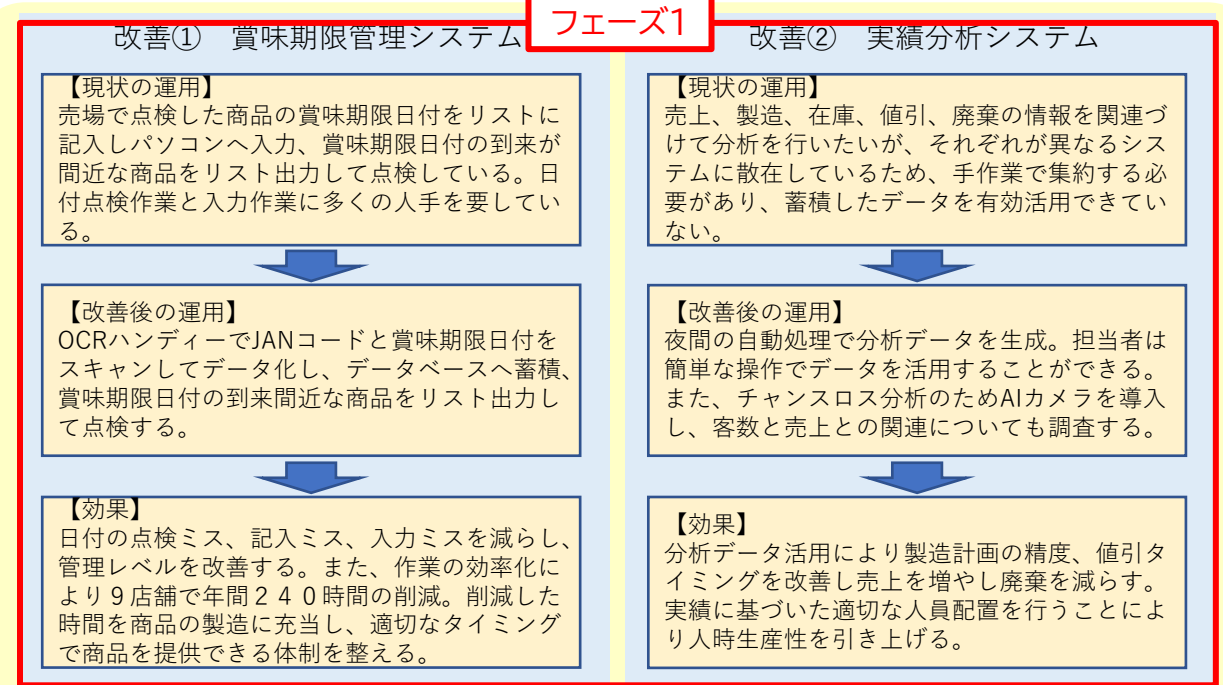 フェーズ1
改善① 賞味期限管理システム
【現状の運用】
売場で点検した商品の賞味期限日付をリストに
記入しパソコンへ入力、賞味期限日付の到来が
間近な商品をリスト出力して点検している。日
付点検作業と入力作業に多くの人手を要してい
る。
【改善後の運用】
OCRハンディーでJANコードと賞味期限日付を
スキャンしてデータ化し、データベースへ蓄積、
賞味期限日付の到来間近な商品をリスト出力し
て点検する。
【効果】
日付の点検ミス、記入ミス、入力ミスを減らし、
管理レベルを改善する。また、作業の効率化に
より９店舗で年間２４０時間の削減。削減した
時間を商品の製造に充当し、適切なタイミング
で商品を提供できる体制を整える。
改善② 実績分析システム
【現状の運用】
売上、製造、在庫、値引、廃棄の情報を関連づ
けて分析を行いたいが、それぞれが異なるシス
テムに散在しているため、手作業で集約する必
要があり、蓄積したデータを有効活用できてい
ない。
【改善後の運用】
夜間の自動処理で分析データを生成。担当者は
簡単な操作でデータを活用することができる。
また、チャンスロス分析のためAIカメラを導入
し、客数と売上との関連についても調査する。
【効果】
分析データ活用により製造計画の精度、値引タ
イミングを改善し売上を増やし廃棄を減らす。
実績に基づいた適切な人員配置を行うことによ
り人時生産性を引き上げる。